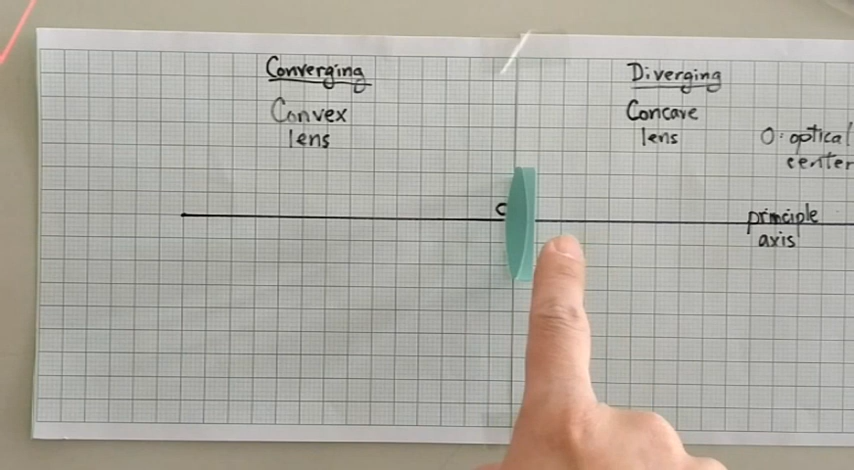 Converging
Convex
lens
Diverging
Concave
lens
O: optical
center
principle
axis